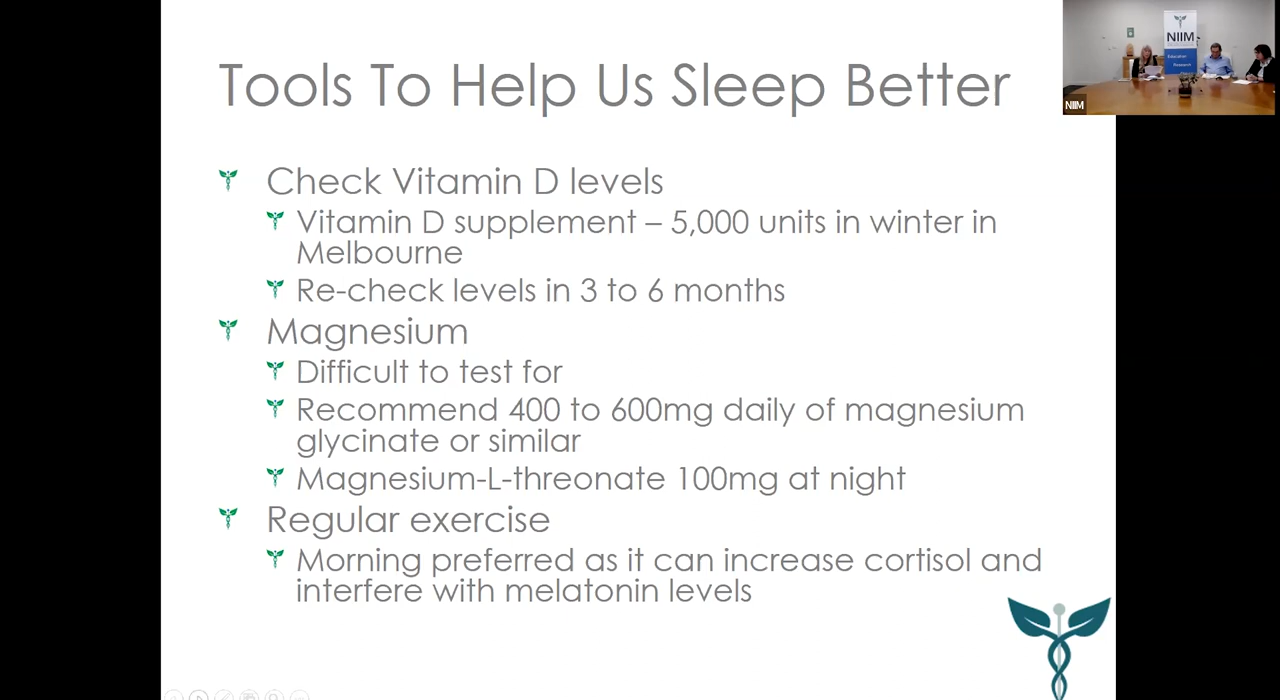 Tools To Help Us Sleep Better
Check Vitamin D levels
Vitamin D supplement – 5,000 units in winter in
Melbourne
Re-check levels in 3 to 6 months
Magnesium
Difficult to test for
Recommend 400 to 600mg daily of magnesium
glycinate or similar
Magnesium-L-threonate 100mg at night
Regular exercise
Morning preferred as it can increase cortisol and
interfere with melatonin levels
NIIM
Education
Research
NIIM